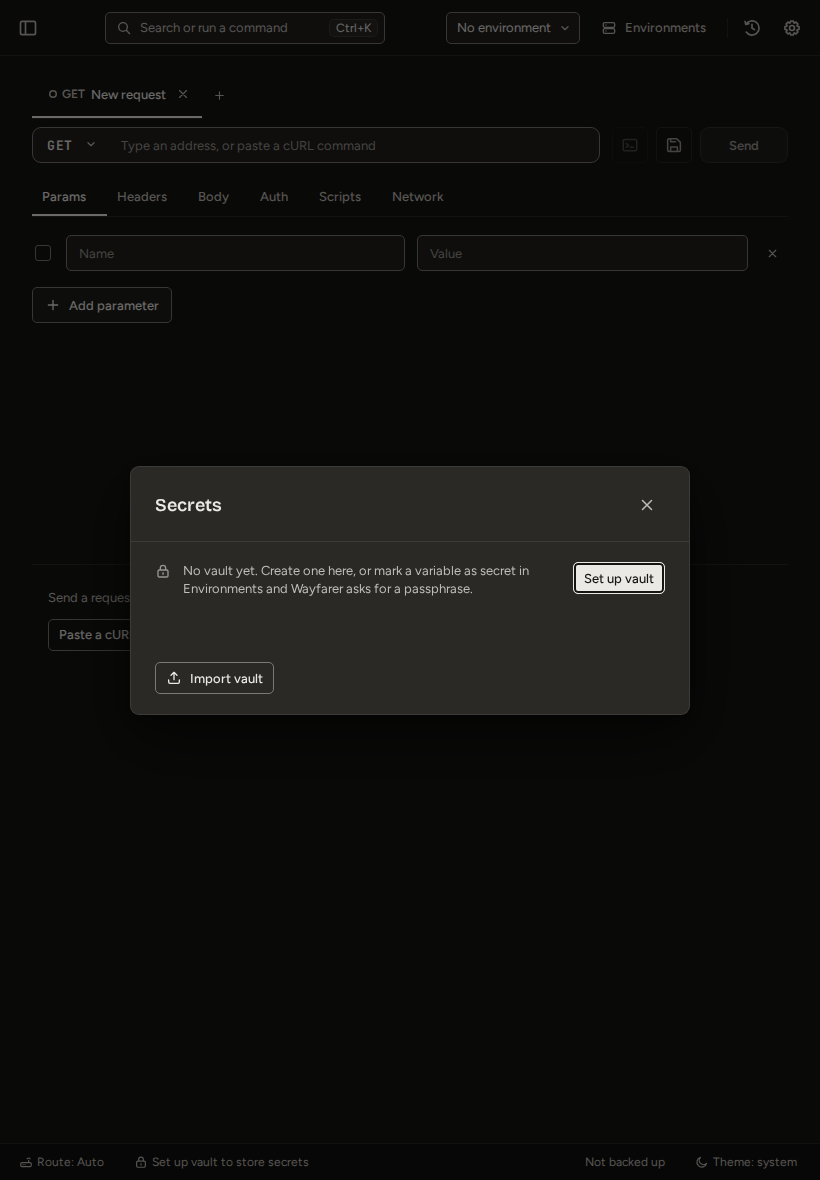 Search or run a command Ctrl+K No environment Environments
GET New request
GET Type an address, or paste a cURL command Send
Params Headers Body Auth Scripts Network
Name Value
Add parameter
Secrets
No vault yet. Create one here, or mark a variable as secret in
Environments and Wayfarer asks for a passphrase.
Set up vault
Send a reques
Paste a cUR
Import vault
Route: Auto Set up vault to store secrets Not backed up Theme: system